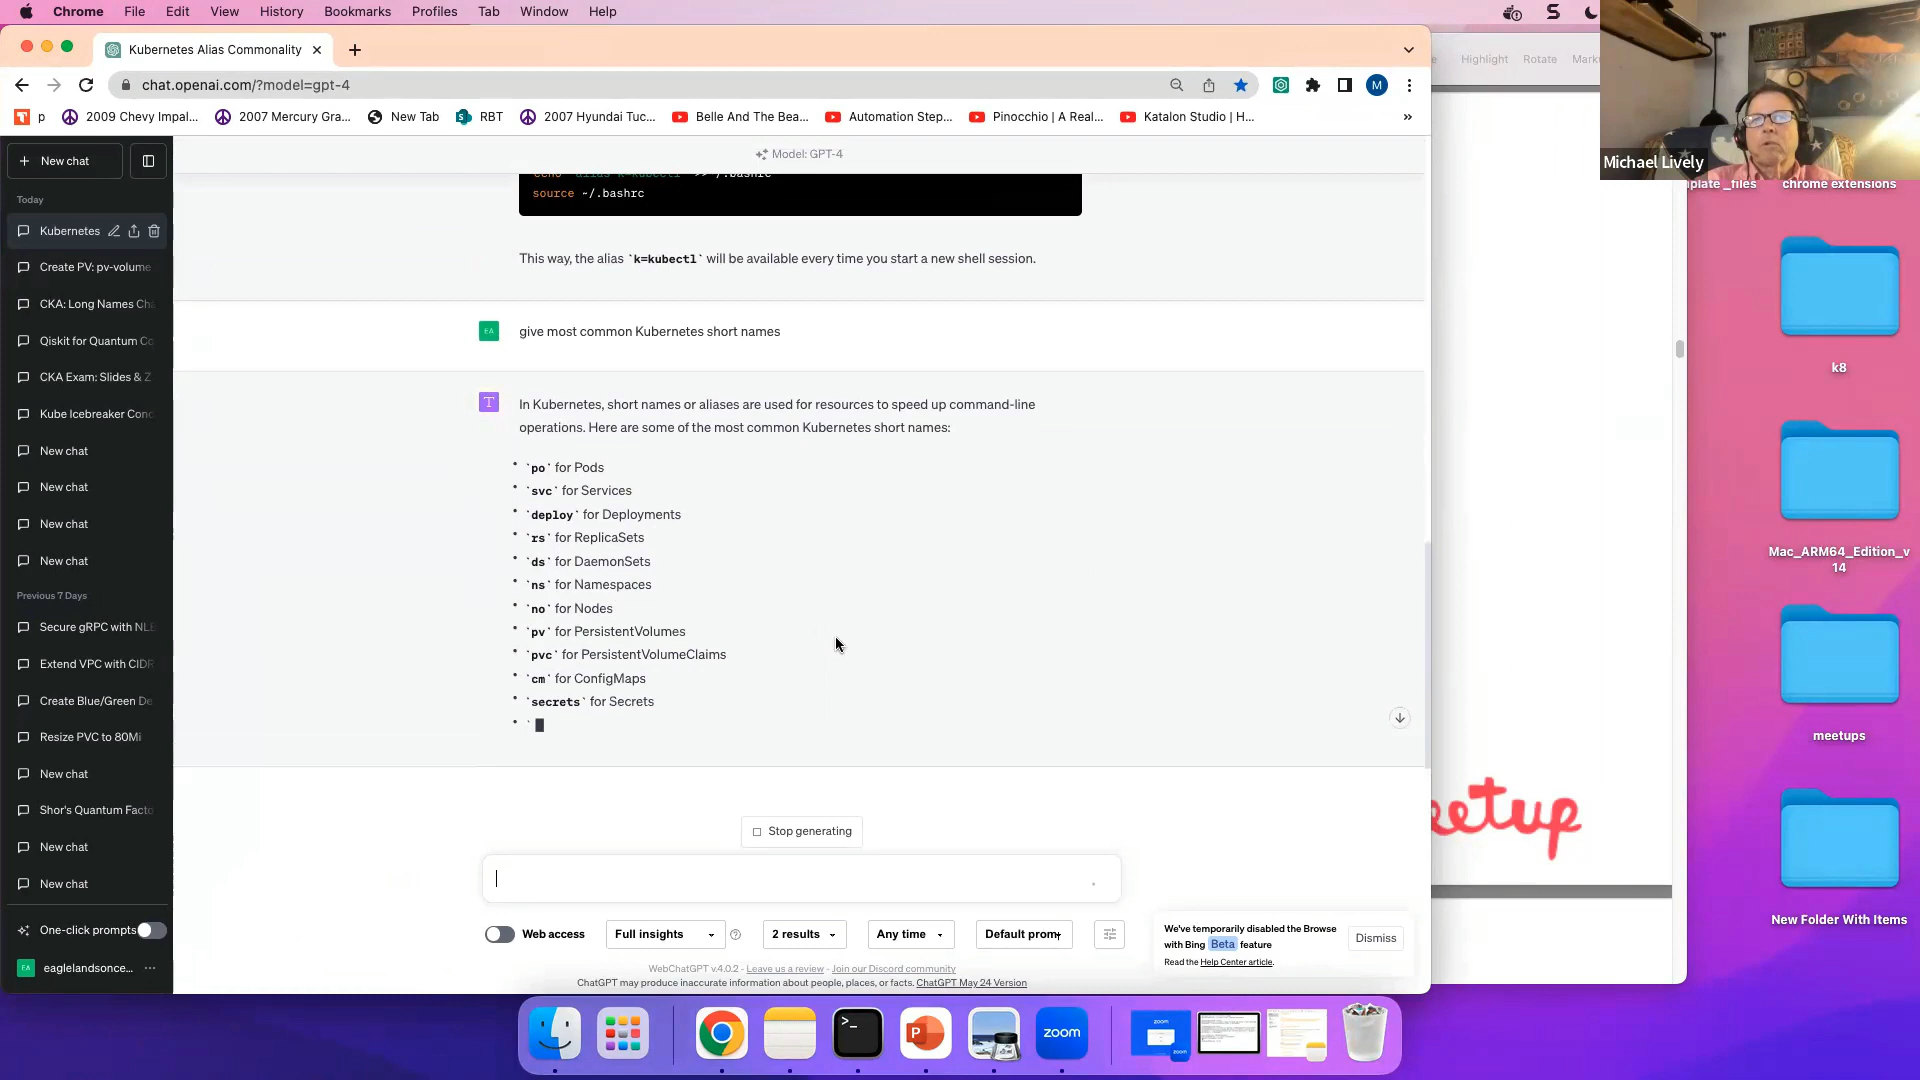 Chrome File Edit View History Bookmarks Profiles Tab Window Help
Kubernetes Alias Commonality
chat.openai.com/?model=gpt-4
M
p 2009 Chevy Impal... 2007 Mercury Gra... New Tab RBT 2007 Hyundai Tuc... Belle And The Bea... Automation Step... Pinocchio | A Real... Katalon Studio | H... »
Highlight Rotate
Michael Lively
chrome extensions
k8
Mac_ARM64_Edition_v
14
meetups
New Folder With Items
New chat
Today
Kubernetes
Create PV: pv-volume
CKA: Long Names Cha
Qiskit for Quantum Co
CKA Exam: Slides & Z
Kube Icebreaker Conc
New chat
New chat
New chat
New chat
Previous 7 Days
Secure gRPC with NLB
Extend VPC with CIDR
Create Blue/Green De
Resize PVC to 80Mi
New chat
Shor's Quantum Facto
New chat
New chat
One-click prompts
EA eaglelandsonce... ...
Model: GPT-4
source ~/.bashrc
This way, the alias `k=kubectl` will be available every time you start a new shell session.
EA give most common Kubernetes short names
T In Kubernetes, short names or aliases are used for resources to speed up command-line
operations. Here are some of the most common Kubernetes short names:
• `po` for Pods
• `svc` for Services
• `deploy` for Deployments
• `rs` for ReplicaSets
• `ds` for DaemonSets
• `ns` for Namespaces
• `no` for Nodes
• `pv` for PersistentVolumes
• `pvc` for PersistentVolumeClaims
• `cm` for ConfigMaps
• `secrets` for Secrets
• `
Stop generating
Web access Full insights 2 results Any time Default prom
WebChatGPT v.4.0.2 · Leave us a review · Join our Discord community
ChatGPT may produce inaccurate information about people, places, or facts. ChatGPT May 24 Version
We've temporarily disabled the Browse
with Bing Beta feature
Read the Help Center article.
Dismiss
eetup
zoom
zoom